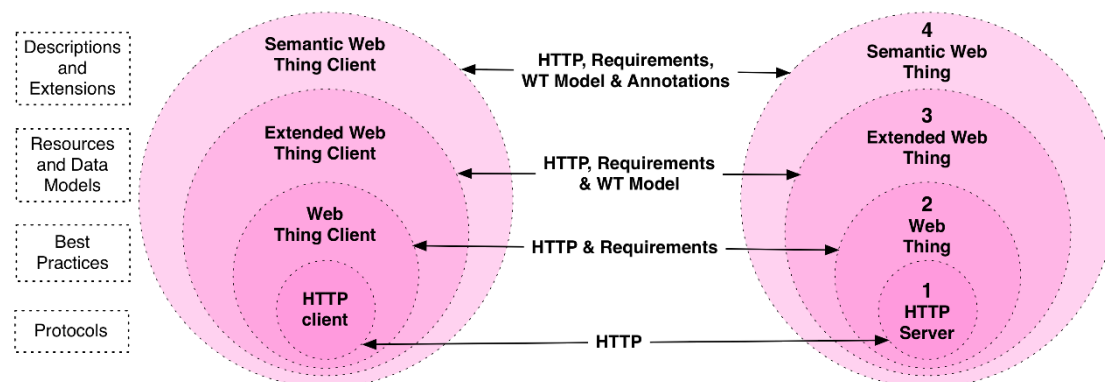 Descriptions
and
Extensions
Resources
and Data
Models
Best
Practices
Protocols
Semantic Web
Thing Client
Extended Web
Thing Client
Web
Thing Client
HTTP
client
HTTP, Requirements,
WT Model & Annotations
HTTP, Requirements
& WT Model
HTTP & Requirements
HTTP
4
Semantic Web
Thing
3
Extended Web
Thing
2
Web
Thing
1
HTTP
Server